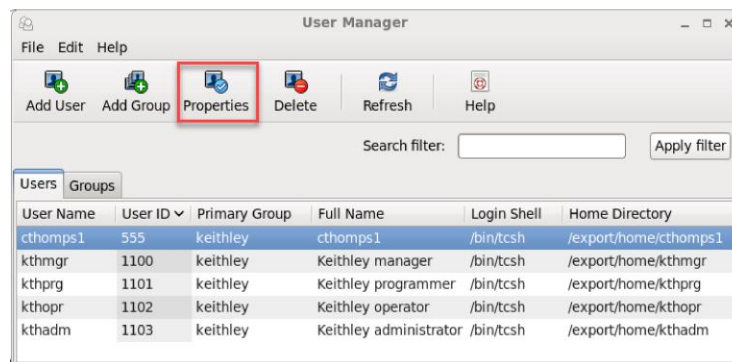 User Manager
File Edit Help
Add User Add Group Properties Delete Refresh Help
Search filter: Apply filter
Users Groups
User Name User ID Primary Group Full Name Login Shell Home Directory
cthomps1 555 keithley cthomps1 /bin/tcsh /export/home/cthomps1
kthmgr 1100 keithley Keithley manager /bin/tcsh /export/home/kthmgr
kthprg 1101 keithley Keithley programmer /bin/tcsh /export/home/kthprg
kthopr 1102 keithley Keithley operator /bin/tcsh /export/home/kthopr
kthadm 1103 keithley Keithley administrator /bin/tcsh /export/home/kthadm